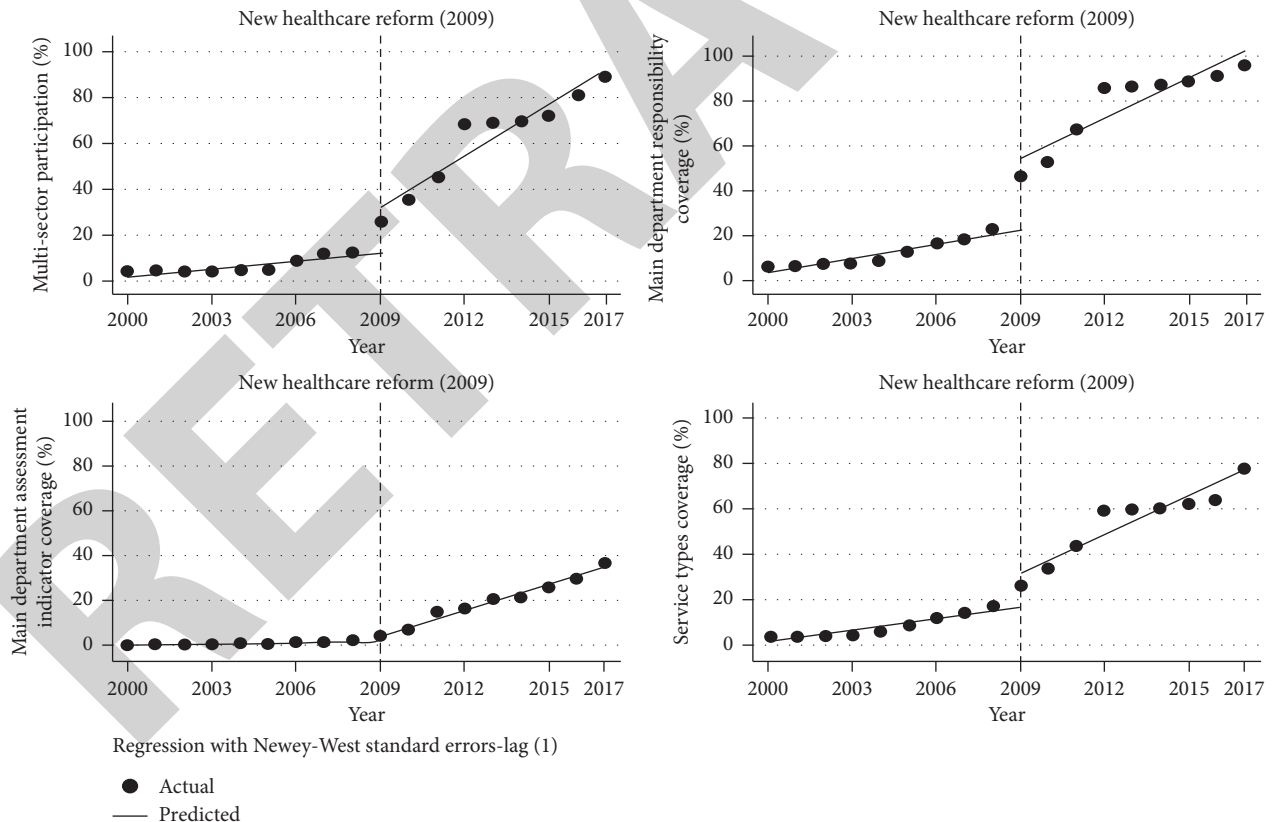 New healthcare reform (2009)
Multi-sector participation (%)
100
80
60
40
20
0
2000 2003 2006 2009 2012 2015 2017
Year
New healthcare reform (2009)
Main department responsibility
coverage (%)
100
80
60
40
20
0
2000 2003 2006 2009 2012 2015 2017
Year
New healthcare reform (2009)
Main department assessment
indicator coverage (%)
100
80
60
40
20
0
2000 2003 2006 2009 2012 2015 2017
Year
New healthcare reform (2009)
Service types coverage (%)
100
80
60
40
20
0
2000 2003 2006 2009 2012 2015 2017
Year
Regression with Newey-West standard errors-lag (1)
Actual
Predicted
RETRA